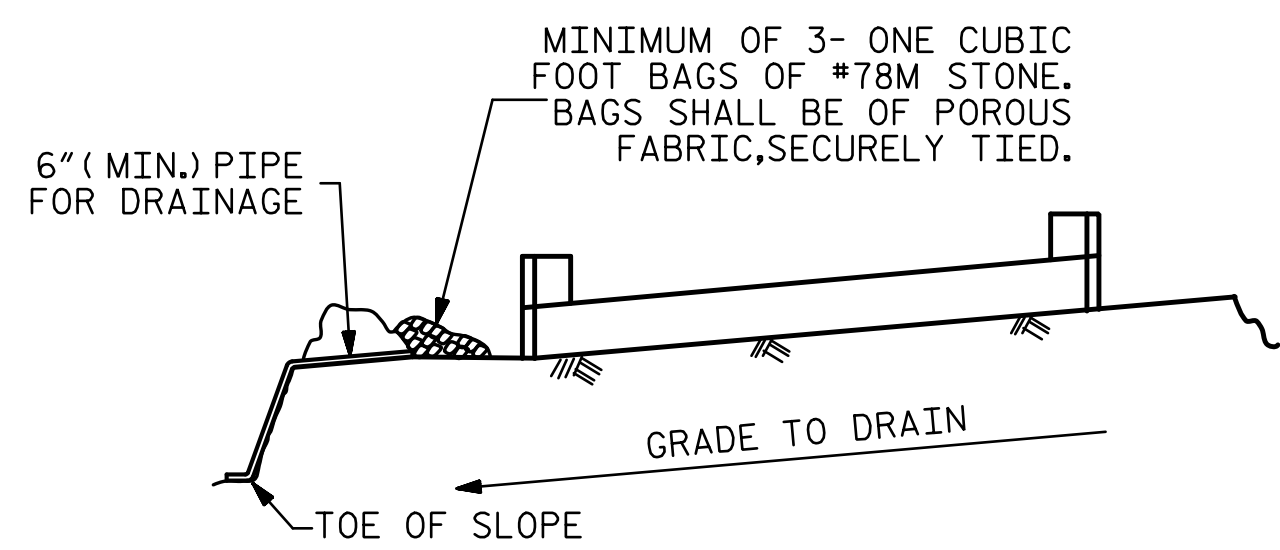 MINIMUM OF 3- ONE CUBIC
FOOT BAGS OF #78M STONE.
BAGS SHALL BE OF POROUS
FABRIC,SECURELY TIED.
6"(MIN.) PIPE
FOR DRAINAGE
GRADE TO DRAIN
TOE OF SLOPE